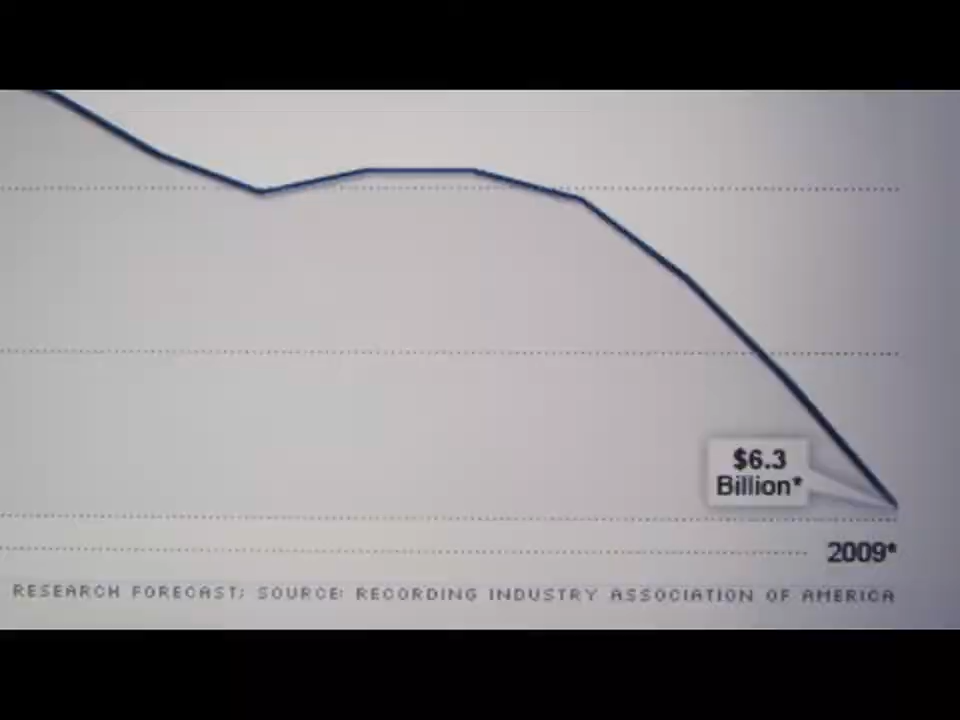 $6.3
Billion*
2009*
RESEARCH FORECAST; SOURCE: RECORDING INDUSTRY ASSOCIATION OF AMERICA